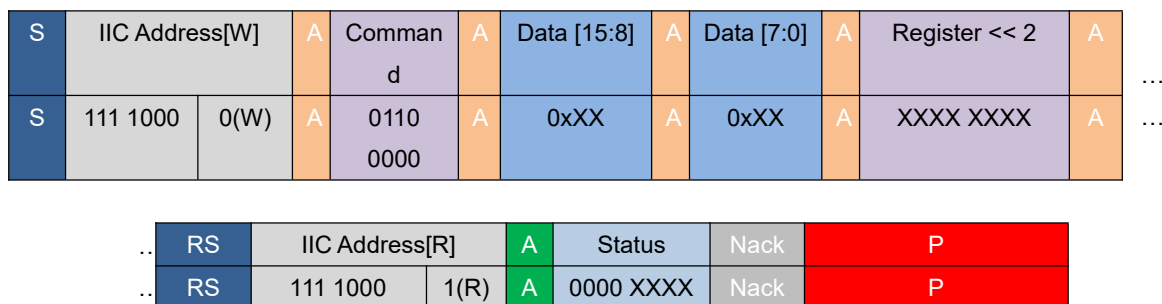 S IIC Address[W] A Comman A Data [15:8] A Data [7:0] A Register << 2 A
d
…
S 111 1000 0(W) A 0110 A 0xXX A 0xXX A XXXX XXXX A …
0000
.. RS IIC Address[R] A Status Nack P
.. RS 111 1000 1(R) A 0000 XXXX Nack P